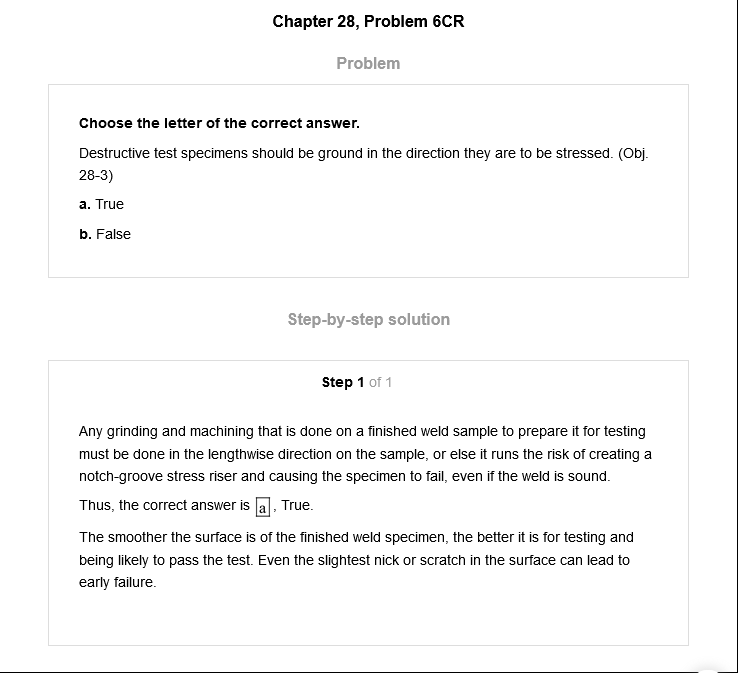 Chapter 28, Problem 6CR
Problem
Choose the letter of the correct answer.
Destructive test specimens should be ground in the direction they are to be stressed. (Obj.
28-3)
a. True
b. False
Step-by-step solution
Step 1 of 1
Any grinding and machining that is done on a finished weld sample to prepare it for testing
must be done in the lengthwise direction on the sample, or else it runs the risk of creating a
notch-groove stress riser and causing the specimen to fail, even if the weld is sound.
Thus, the correct answer is a , True.
The smoother the surface is of the finished weld specimen, the better it is for testing and
being likely to pass the test. Even the slightest nick or scratch in the surface can lead to
early failure.